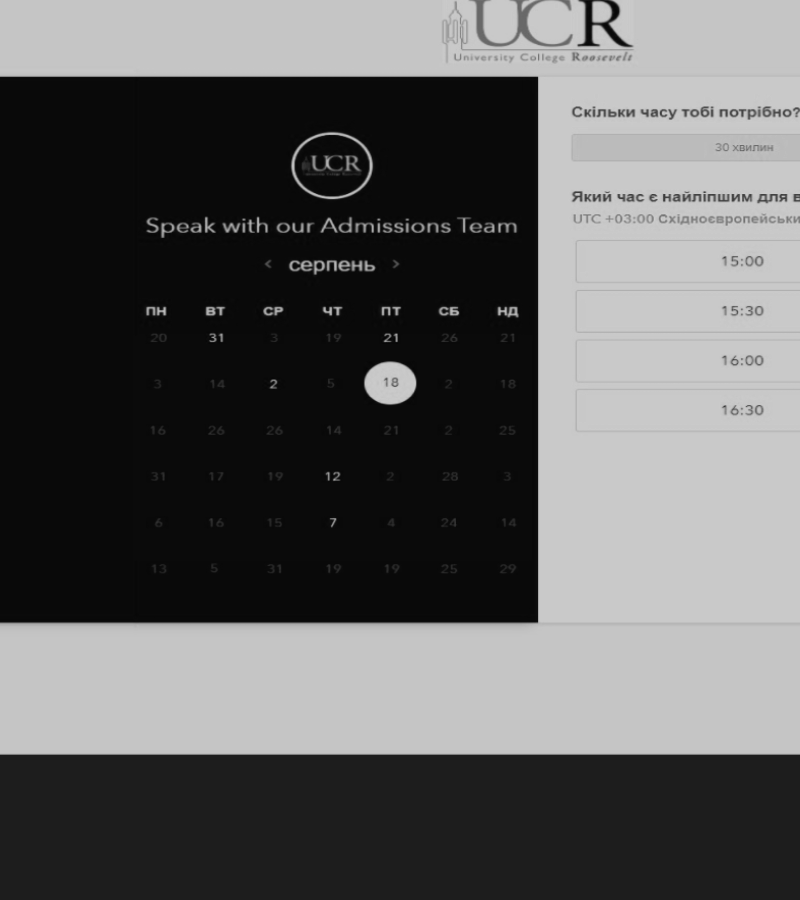 UCR
University College Roosevelt
UCR
Speak with our Admissions Team
< серпень >
ПН ВТ СР ЧТ ПТ СБ НД
20 31 3 19 21 26 21
3 14 2 5 18 2 18
16 26 26 14 21 2 25
31 17 19 12 2 28 3
6 16 15 7 4 24 14
13 5 31 19 19 25 29
Скільки часу тобі потрібно?
30 хвилин
Який час є найліпшим для в
UTC +03:00 Східноєвропейськи
15:00
15:30
16:00
16:30